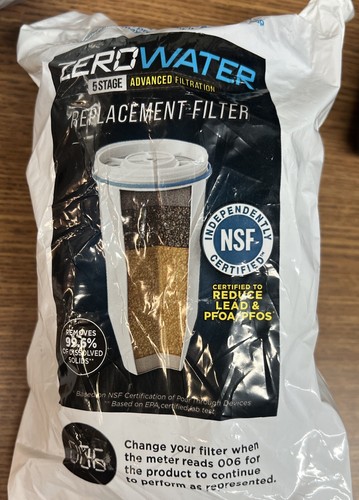 ZEROWATER
5 STAGE ADVANCED FILTRATION
REPLACEMENT FILTER
INDEPENDENTLY
NSF
CERTIFIED
CERTIFIED TO
REDUCE
LEAD &
PFOA/PFOS*
REMOVES
99.6%
OF DISSOLVED
SOLIDS**
Based on NSF Certification of Pour Through Devices
Based on EPA certified lab test
006
Change your filter when
the meter reads 006 for
the product to continue
to perform as represented.